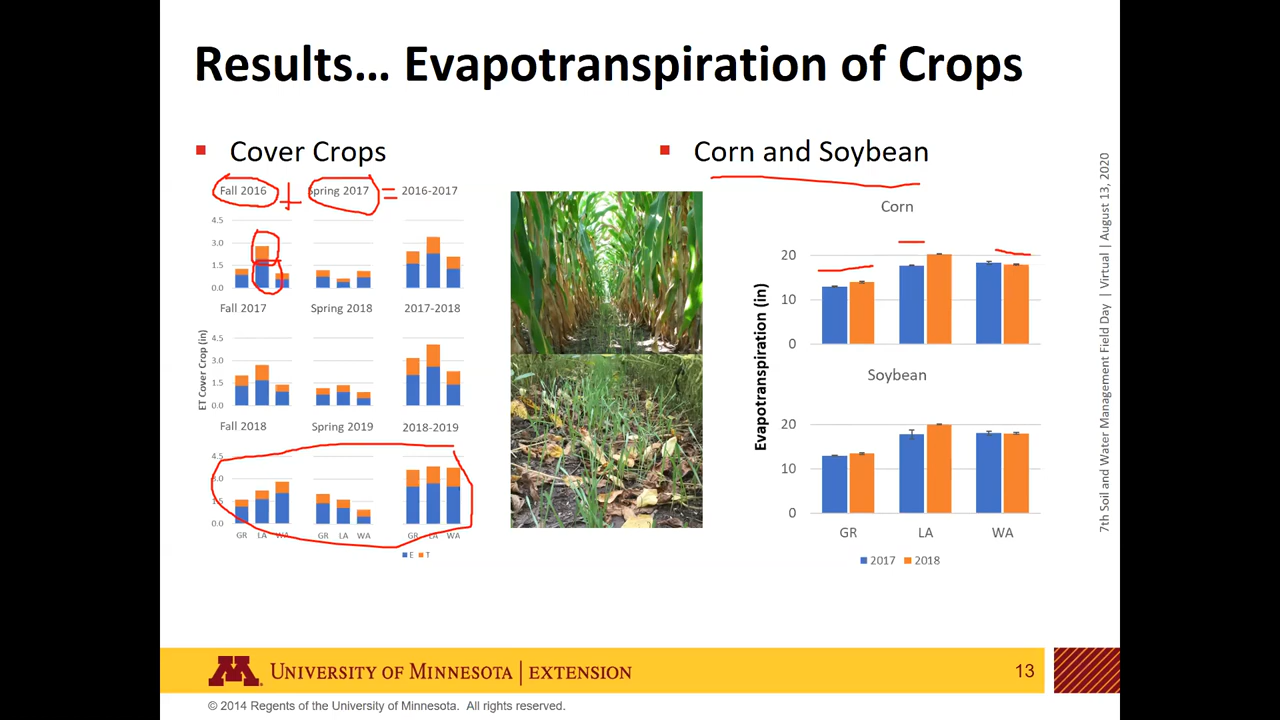 Results… Evapotranspiration of Crops
Cover Crops
Fall 2016
Spring 2017
2016-2017
4.5
3.0
1.5
0.0
Fall 2017
Spring 2018
2017-2018
ET Cover Crop (in)
4.5
3.0
1.5
0.0
Fall 2018
Spring 2019
2018-2019
4.5
3.0
1.5
0.0
GR LA WA GR LA WA GR LA WA
E T
Corn and Soybean
Corn
Evapotranspiration (in)
20
10
0
Soybean
20
10
0
GR LA WA
2017 2018
7th Soil and Water Management Field Day | Virtual | August 13, 2020
M UNIVERSITY OF MINNESOTA | EXTENSION
13
© 2014 Regents of the University of Minnesota. All rights reserved.